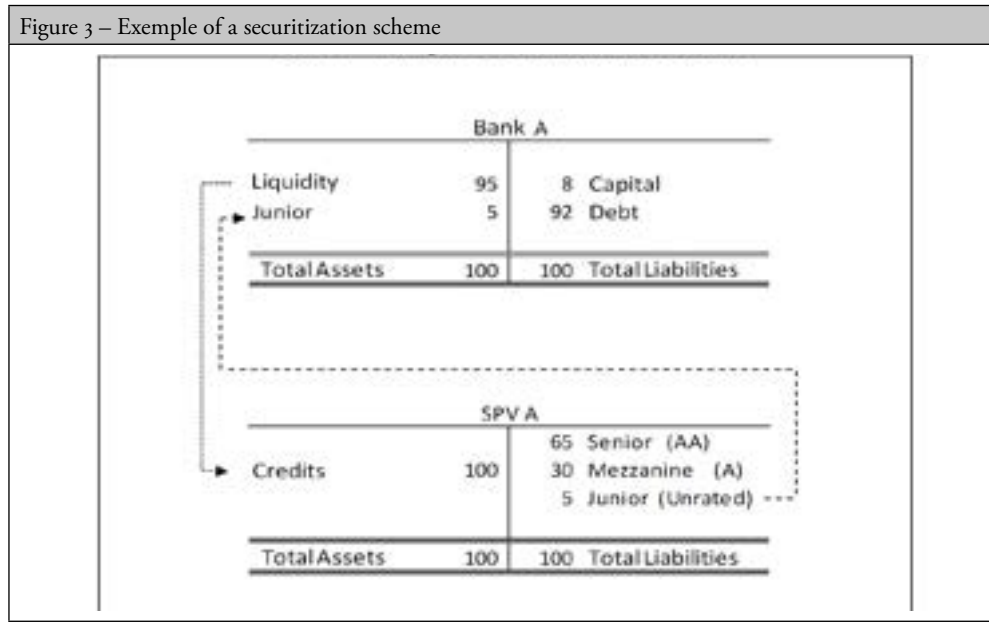 Figure 3 – Exemple of a securitization scheme
Bank A
Liquidity 95 8 Capital
Junior 5 92 Debt
Total Assets 100 100 Total Liabilities
SPV A
65 Senior (AA)
Credits 100 30 Mezzanine (A)
5 Junior (Unrated)
Total Assets 100 100 Total Liabilities